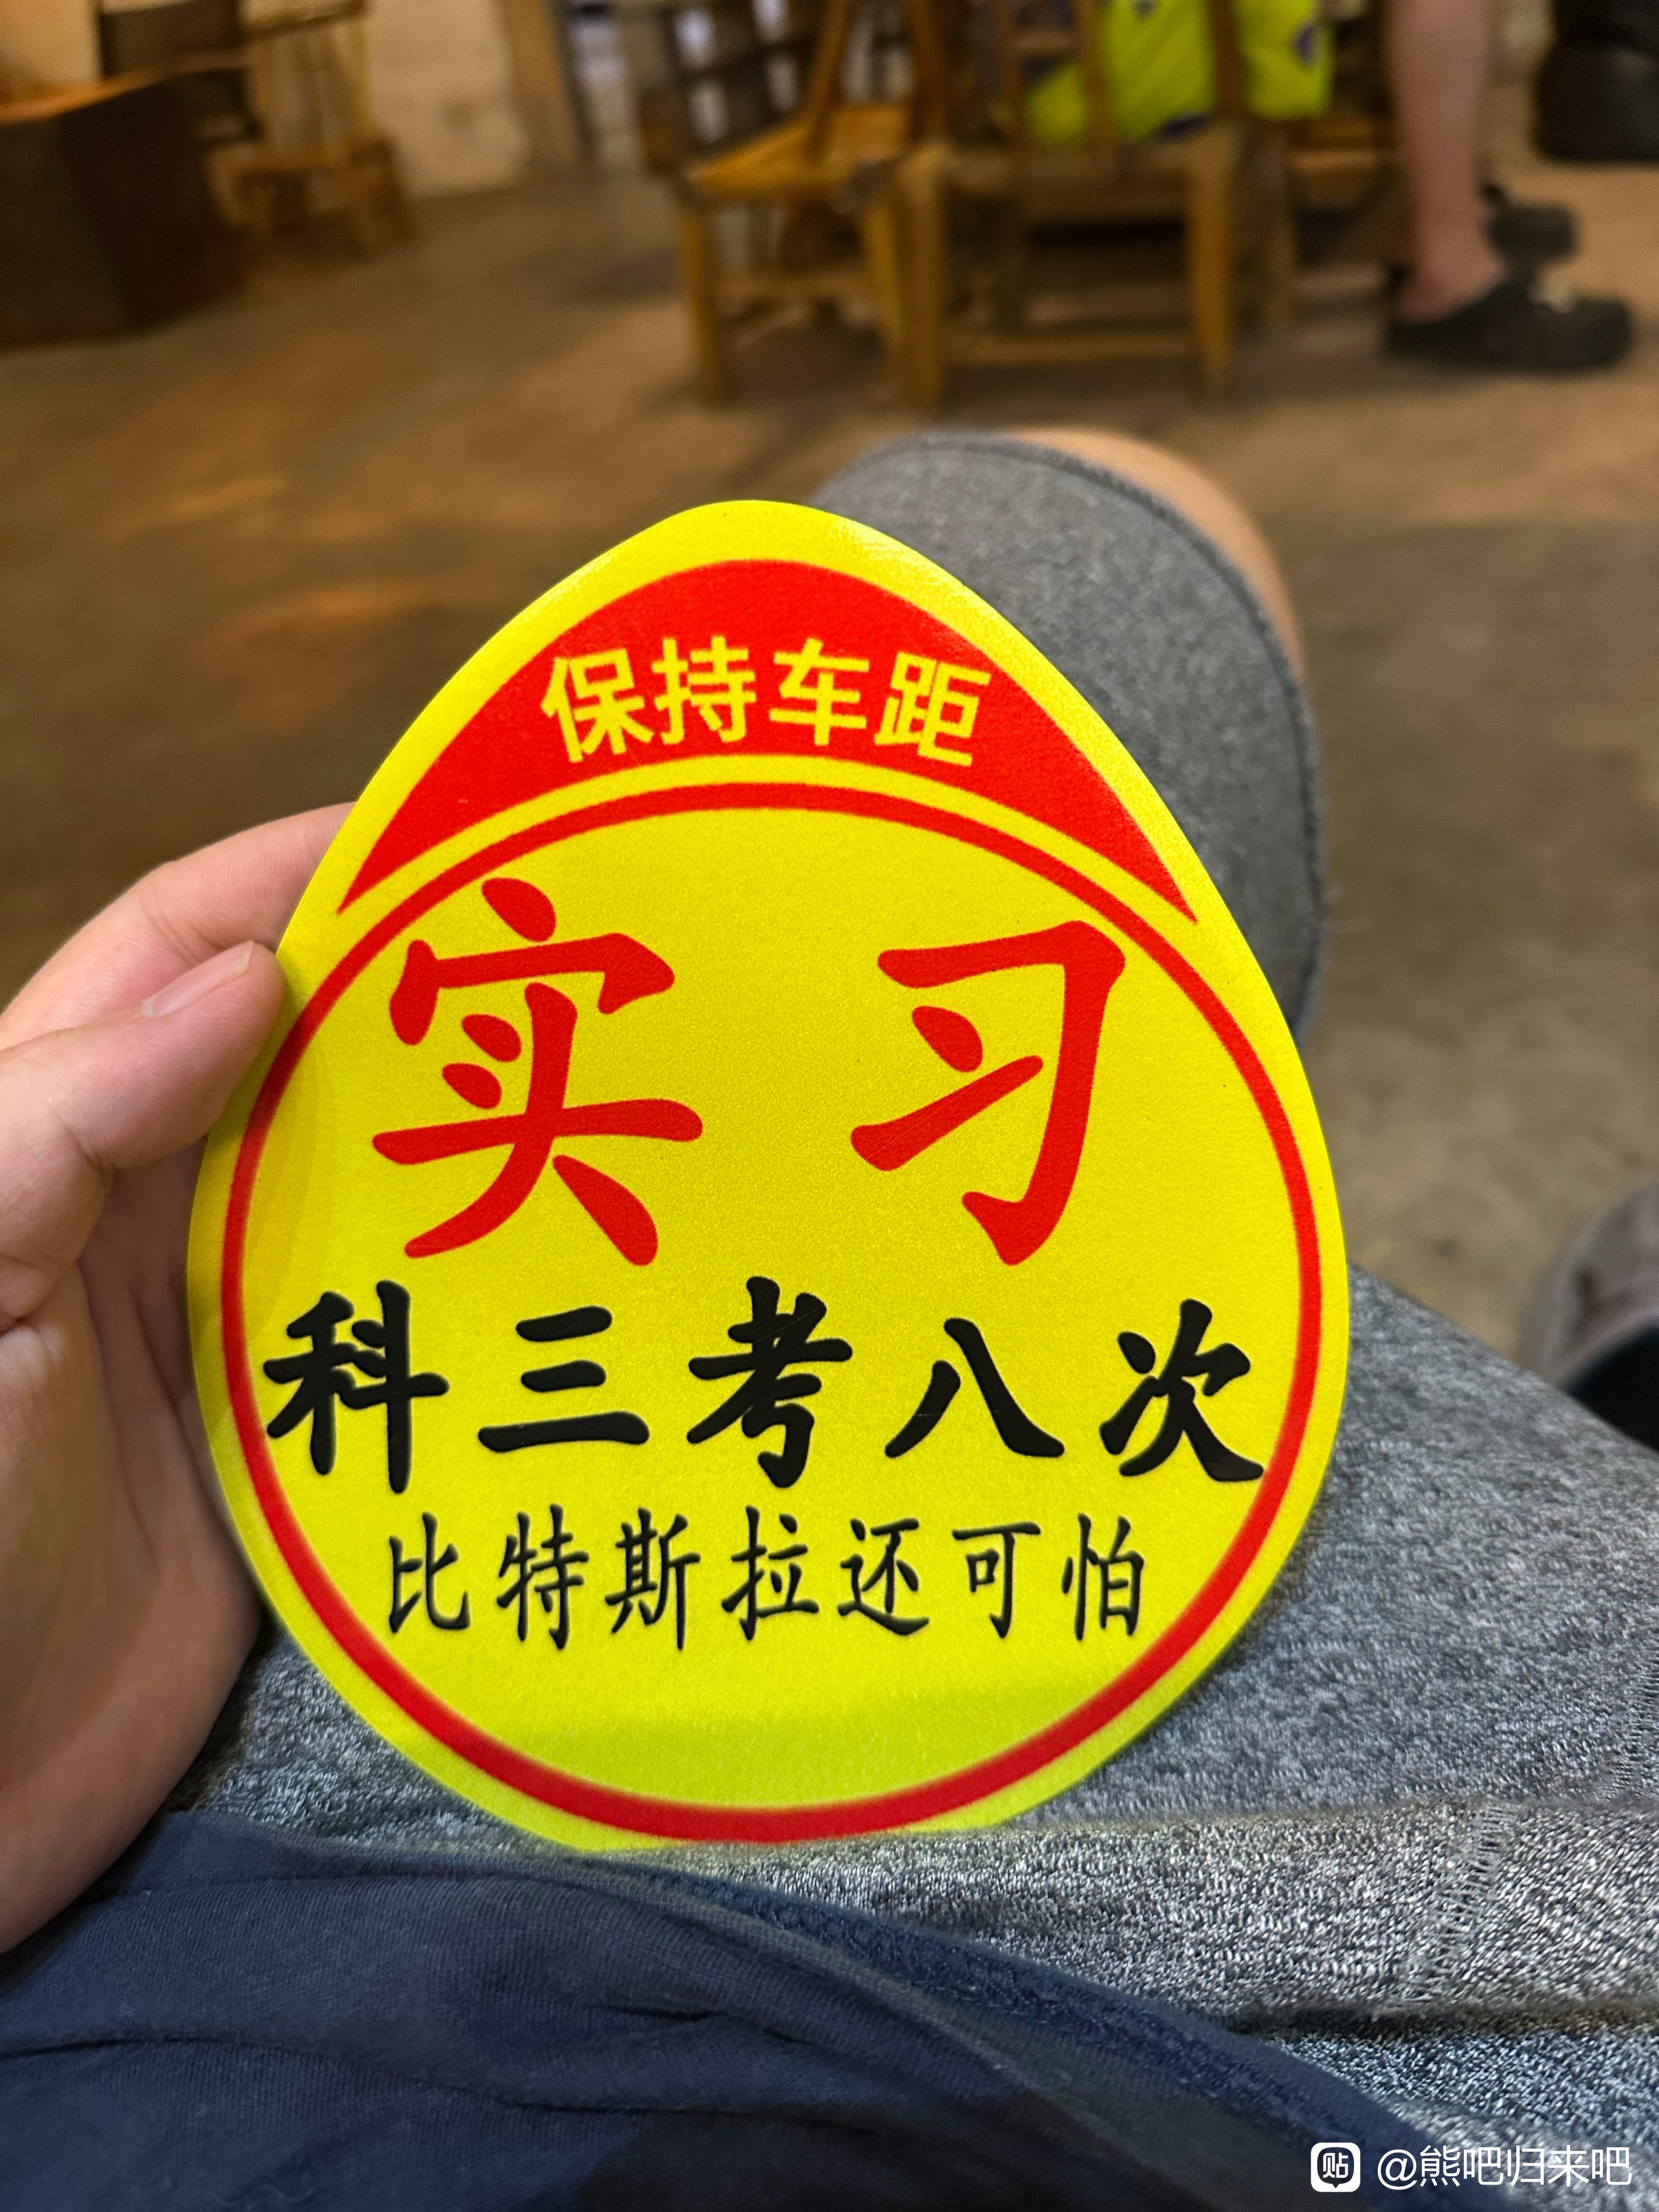 保持车距
实习
科三考八次
比特斯拉还可怕
贴 @熊吧归来吧